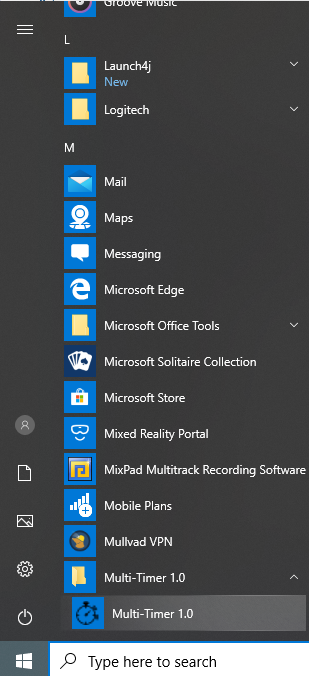 Groove Music
L
Launch4j
New
Logitech
M
Mail
Maps
Messaging
Microsoft Edge
Microsoft Office Tools
Microsoft Solitaire Collection
Microsoft Store
Mixed Reality Portal
MixPad Multitrack Recording Software
Mobile Plans
Mullvad VPN
Multi-Timer 1.0
Multi-Timer 1.0
Type here to search